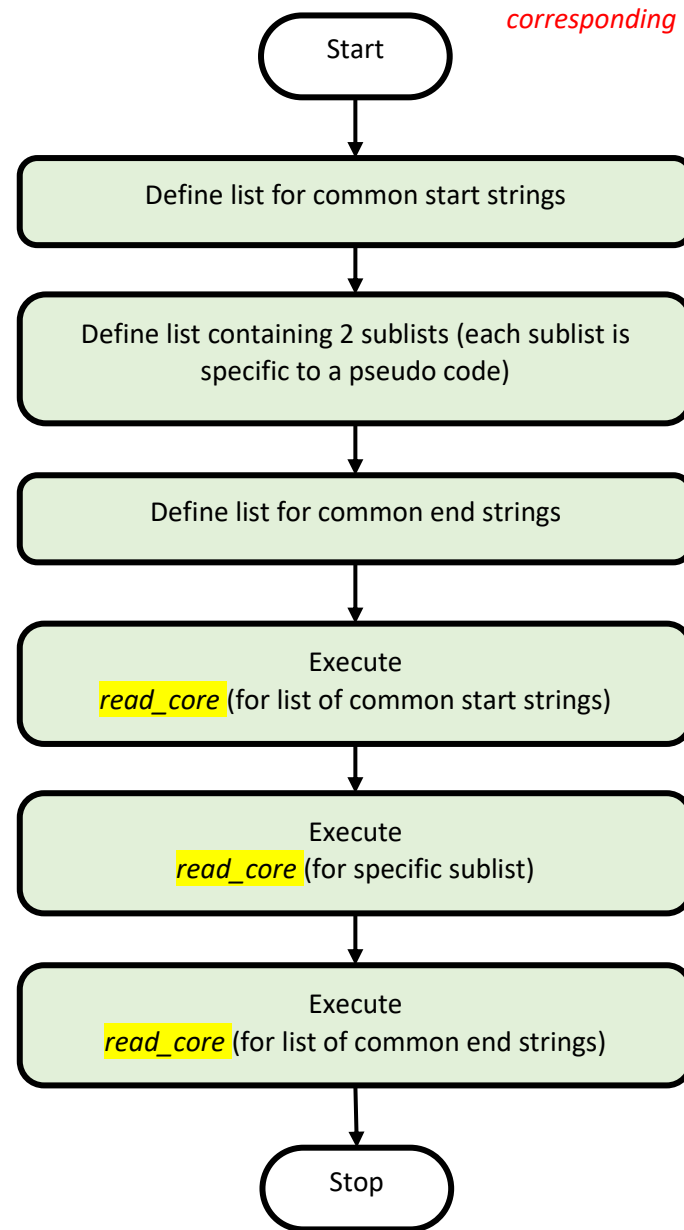 corresponding
Start
Define list for common start strings
Define list containing 2 sublists (each sublist is
specific to a pseudo code)
Define list for common end strings
Execute
read_core (for list of common start strings)
Execute
read_core (for specific sublist)
Execute
read_core (for list of common end strings)
Stop